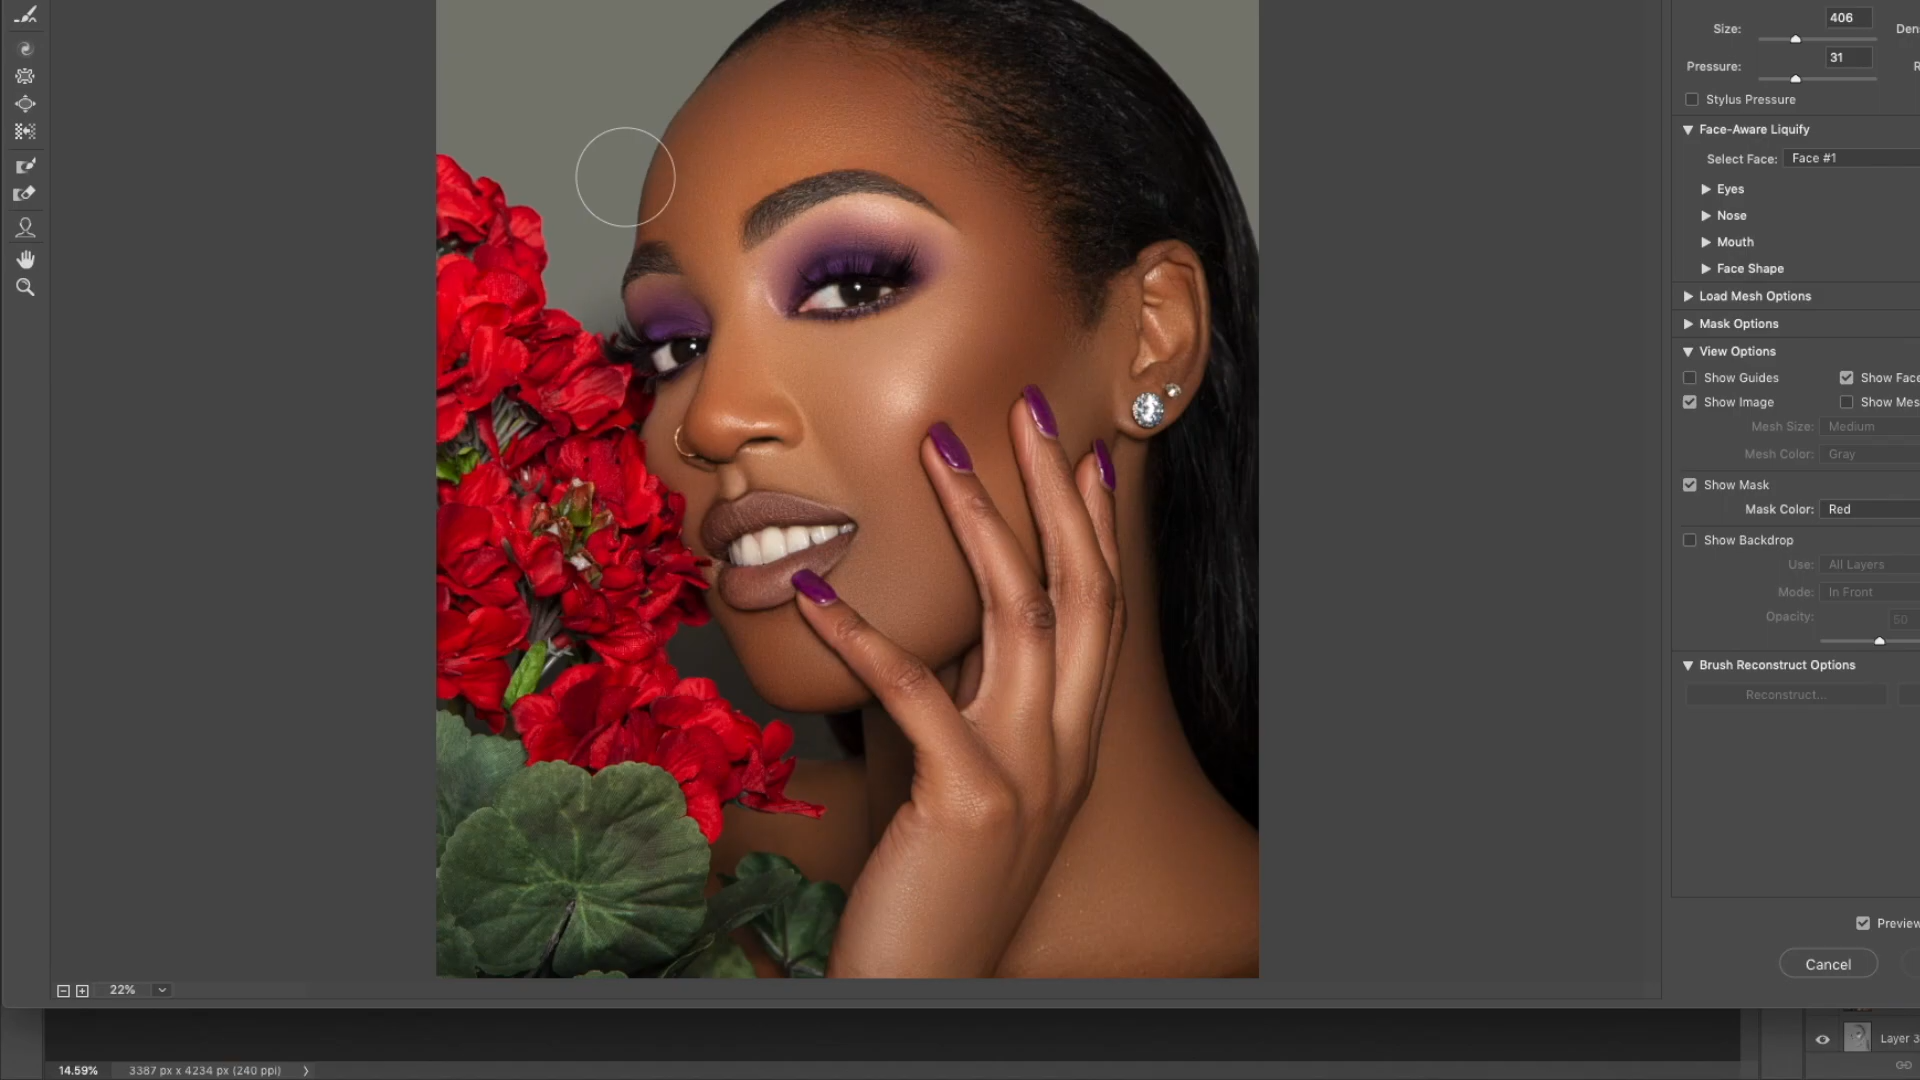 Size:
406
Den
Pressure:
31
R
Stylus Pressure
Face-Aware Liquify
Select Face:
Face #1
Eyes
Nose
Mouth
Face Shape
Load Mesh Options
Mask Options
View Options
Show Guides
Show Face
Show Image
Show Mes
Mesh Size:
Medium
Mesh Color:
Gray
Show Mask
Mask Color:
Red
Show Backdrop
Use:
All Layers
Mode:
In Front
Opacity:
50
Brush Reconstruct Options
Reconstruct...
Preview
Cancel
22%
Layer 3
14.59%
3387 px x 4234 px (240 ppi)